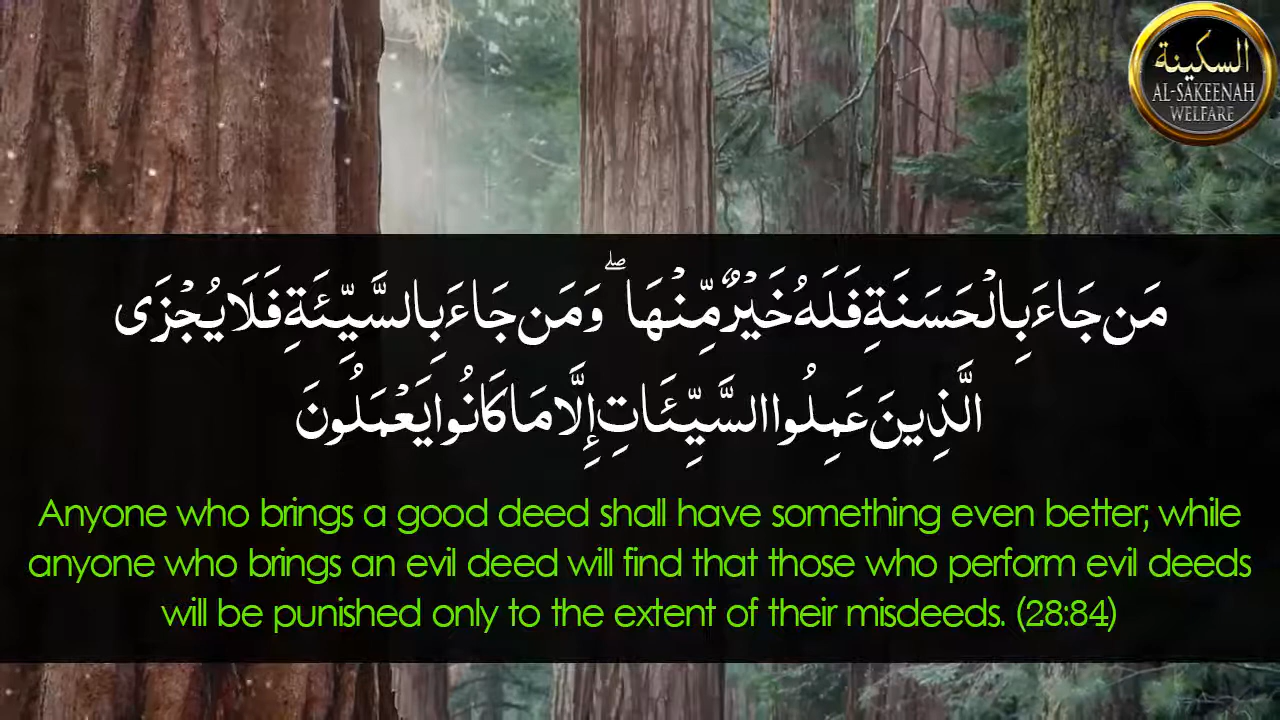 السكينة
AL-SAKEENAH
WELFARE
مَن جَاءَ بِالْحَسَنَةِ فَلَهُ خَيْرٌ مِّنْهَا ۖ وَمَن جَاءَ بِالسَّيِّئَةِ فَلَا يُجْزَى
الَّذِينَ عَمِلُوا السَّيِّئَاتِ إِلَّا مَا كَانُوا يَعْمَلُونَ
Anyone who brings a good deed shall have something even better; while
anyone who brings an evil deed will find that those who perform evil deeds
will be punished only to the extent of their misdeeds. (28:84)